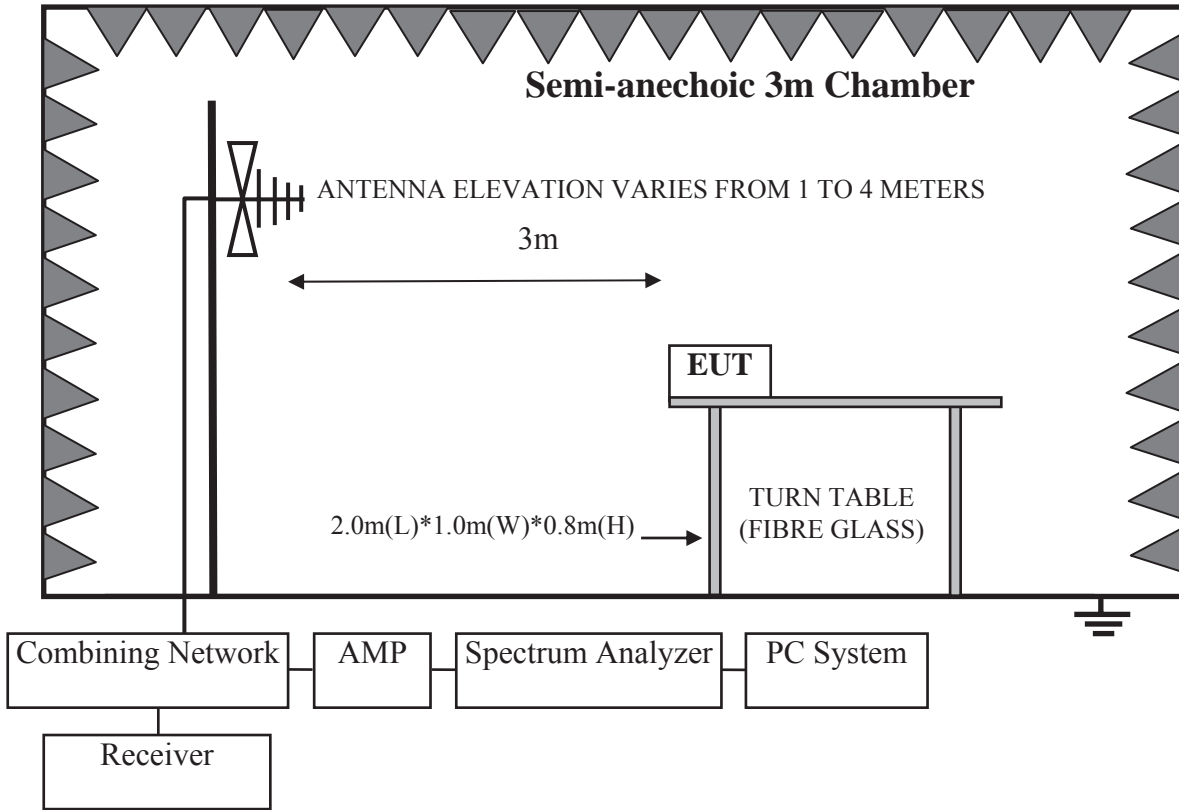 Semi-anechoic 3m Chamber
ANTENNA ELEVATION VARIES FROM 1 TO 4 METERS
3m
EUT
TURN TABLE
(FIBRE GLASS)
2.0m(L)*1.0m(W)*0.8m(H)
Combining Network
AMP
Spectrum Analyzer
PC System
Receiver